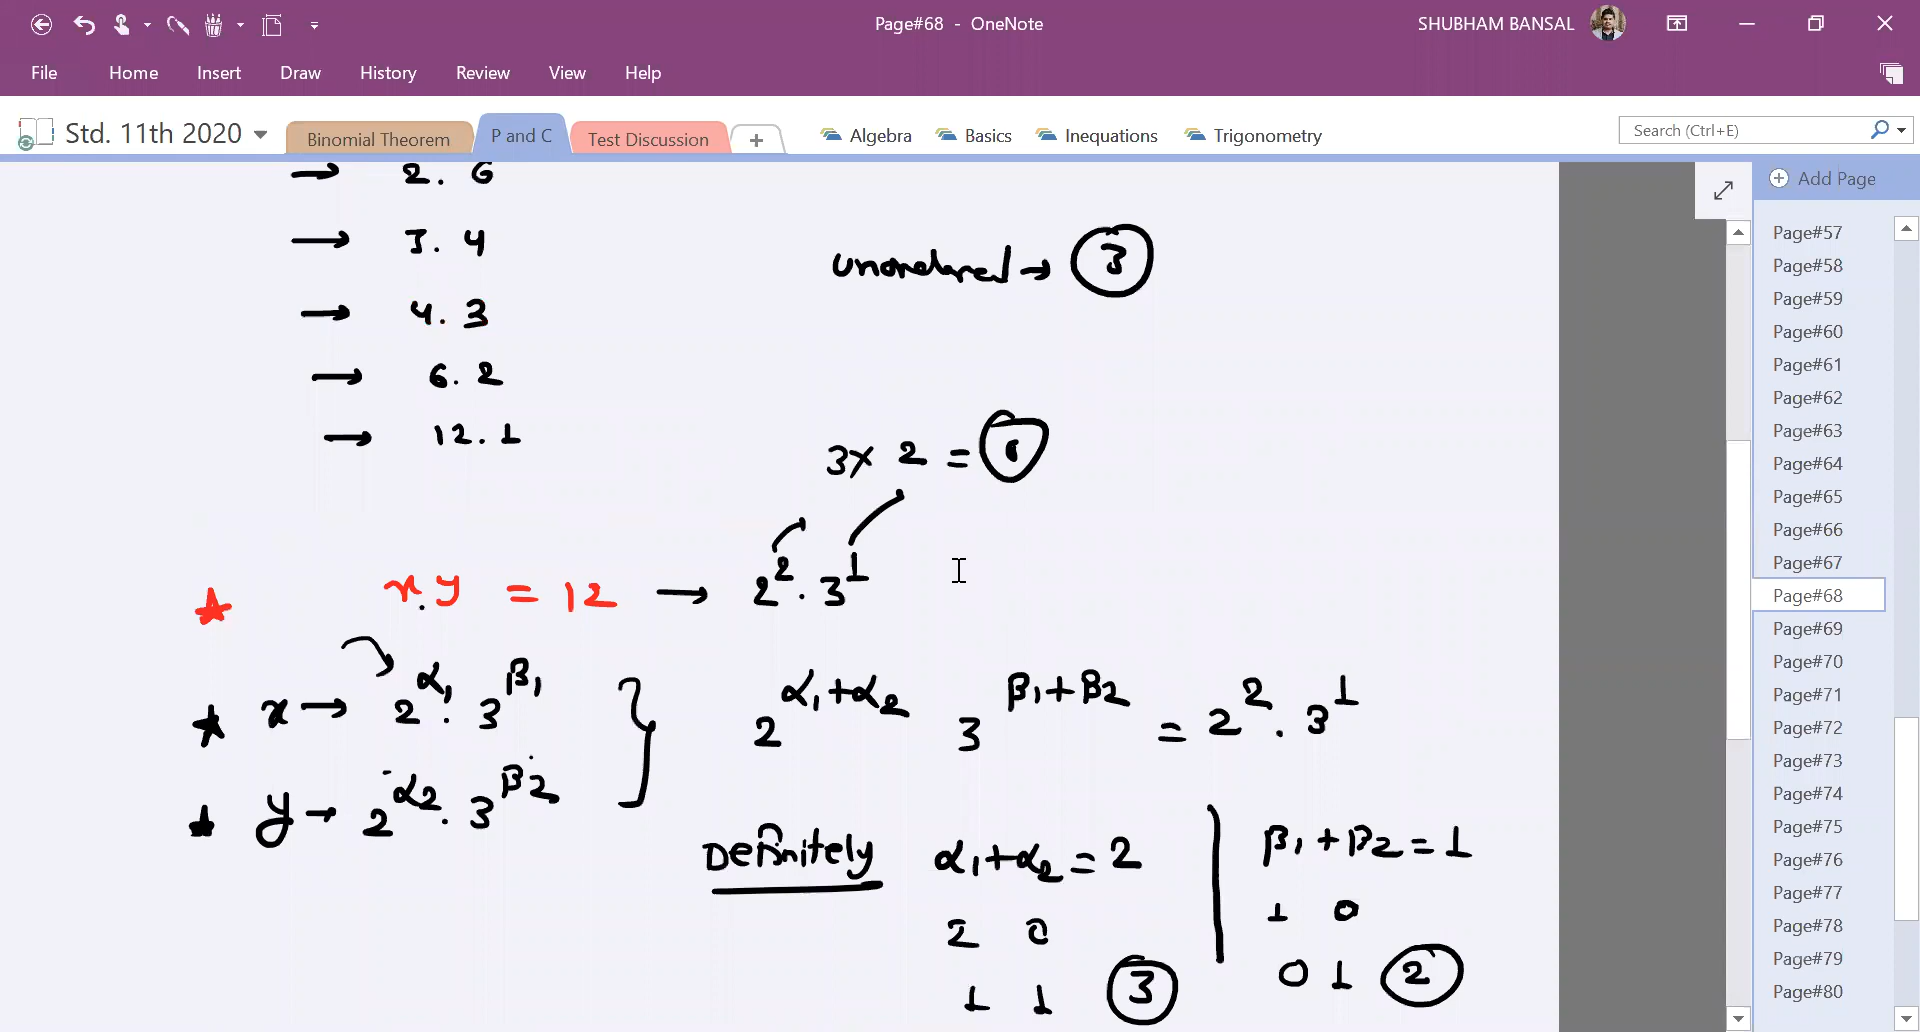 Page#68 - OneNote
SHUBHAM BANSAL
File Home Insert Draw History Review View Help
Std. 11th 2020
Binomial Theorem P and C Test Discussion +
Algebra Basics Inequations Trigonometry
Search (Ctrl+E)
Add Page
→ 2. 6
→ 3. 4
unordered → 3
→ 4. 3
→ 6. 2
→ 12. 1
3 x 2 =
x.y = 12 → 2² . 3¹
x → 2^α₁ . 3^β₁
y → 2^α₂ . 3^β₂
2^α₁+α₂ 3^β₁+β₂ = 2² . 3¹
Definitely α₁+α₂ = 2
2 0
1 1 3
β₁+β₂ = 1
1 0
0 1 2
Page#57
Page#58
Page#59
Page#60
Page#61
Page#62
Page#63
Page#64
Page#65
Page#66
Page#67
Page#68
Page#69
Page#70
Page#71
Page#72
Page#73
Page#74
Page#75
Page#76
Page#77
Page#78
Page#79
Page#80